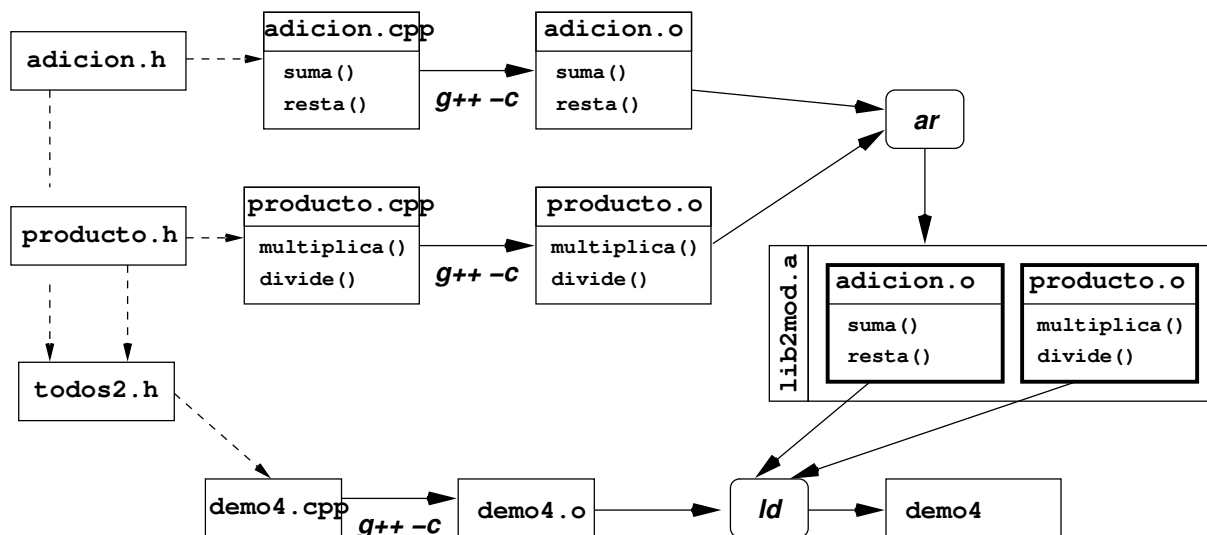 adicion.h
adicion.cpp
suma()
resta()
g++ −c
adicion.o
suma()
resta()
ar
producto.h
producto.cpp
multiplica()
divide()
g++ −c
producto.o
multiplica()
divide()
lib2mod.a
adicion.o
suma()
resta()
producto.o
multiplica()
divide()
todos2.h
demo4.cpp
g++ −c
demo4.o
ld
demo4